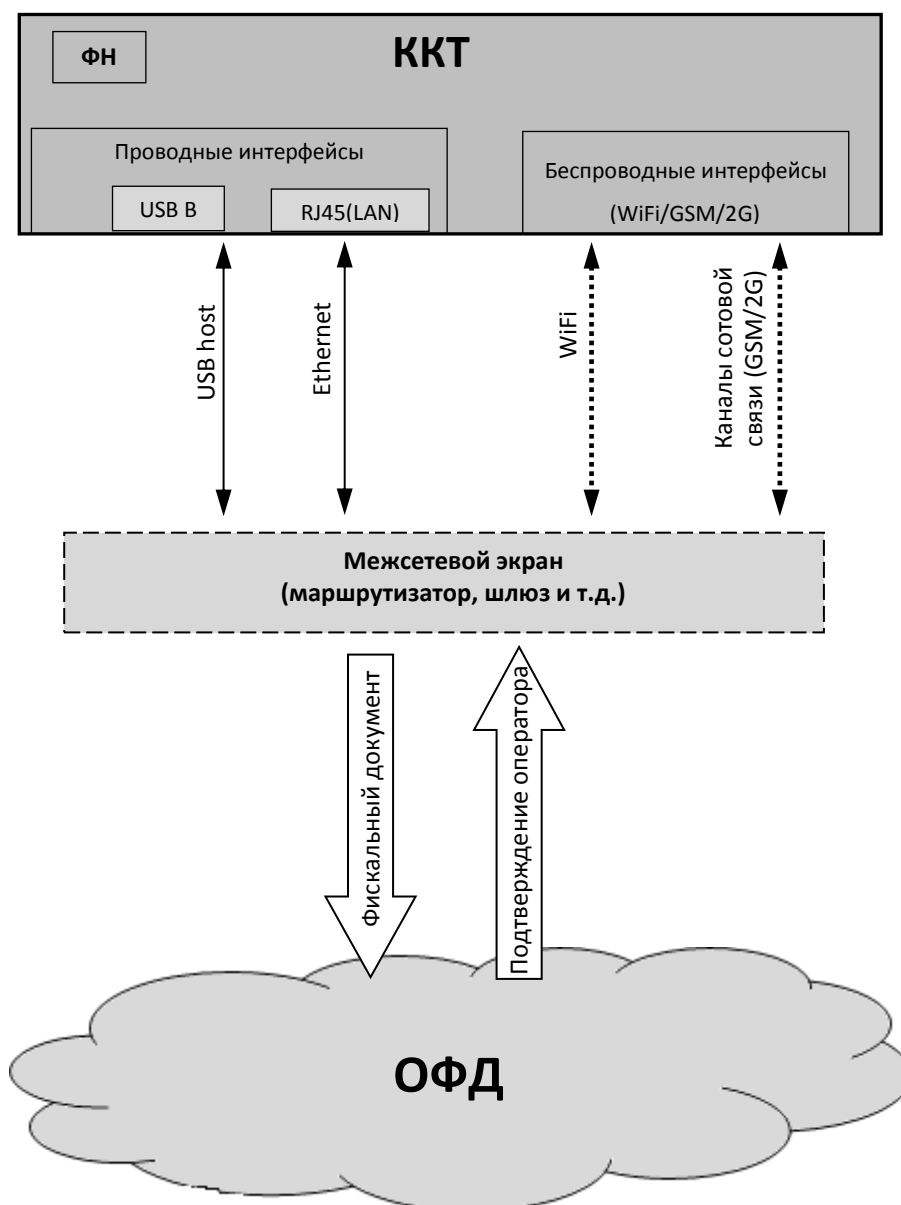 ФН
ККТ
Проводные интерфейсы
USB B
RJ45(LAN)
Беспроводные интерфейсы
(WiFi/GSM/2G)
USB host
Ethernet
WiFi
Каналы сотовой
связи (GSM/2G)
Межсетевой экран
(маршрутизатор, шлюз и т.д.)
Фискальный документ
Подтверждение оператора
ОФД